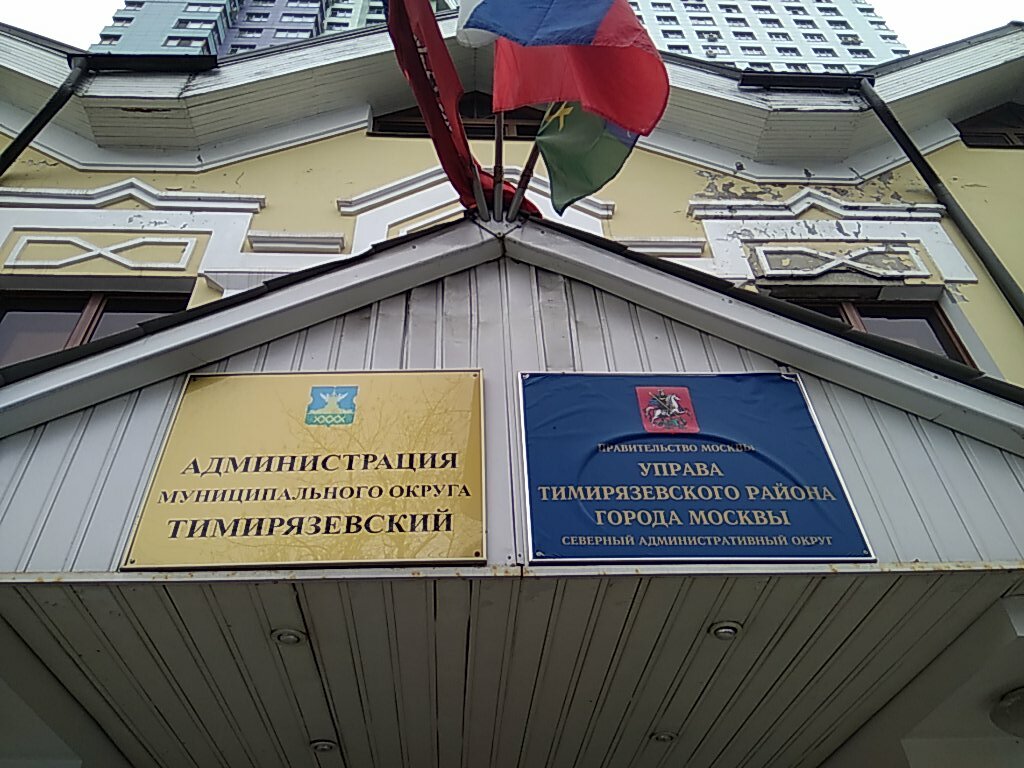 АДМИНИСТРАЦИЯ
МУНИЦИПАЛЬНОГО ОКРУГА
ТИМИРЯЗЕВСКИЙ
ПРАВИТЕЛЬСТВО МОСКВЫ
УПРАВА
ТИМИРЯЗЕВСКОГО РАЙОНА
ГОРОДА МОСКВЫ
СЕВЕРНЫЙ АДМИНИСТРАТИВНЫЙ ОКРУГ